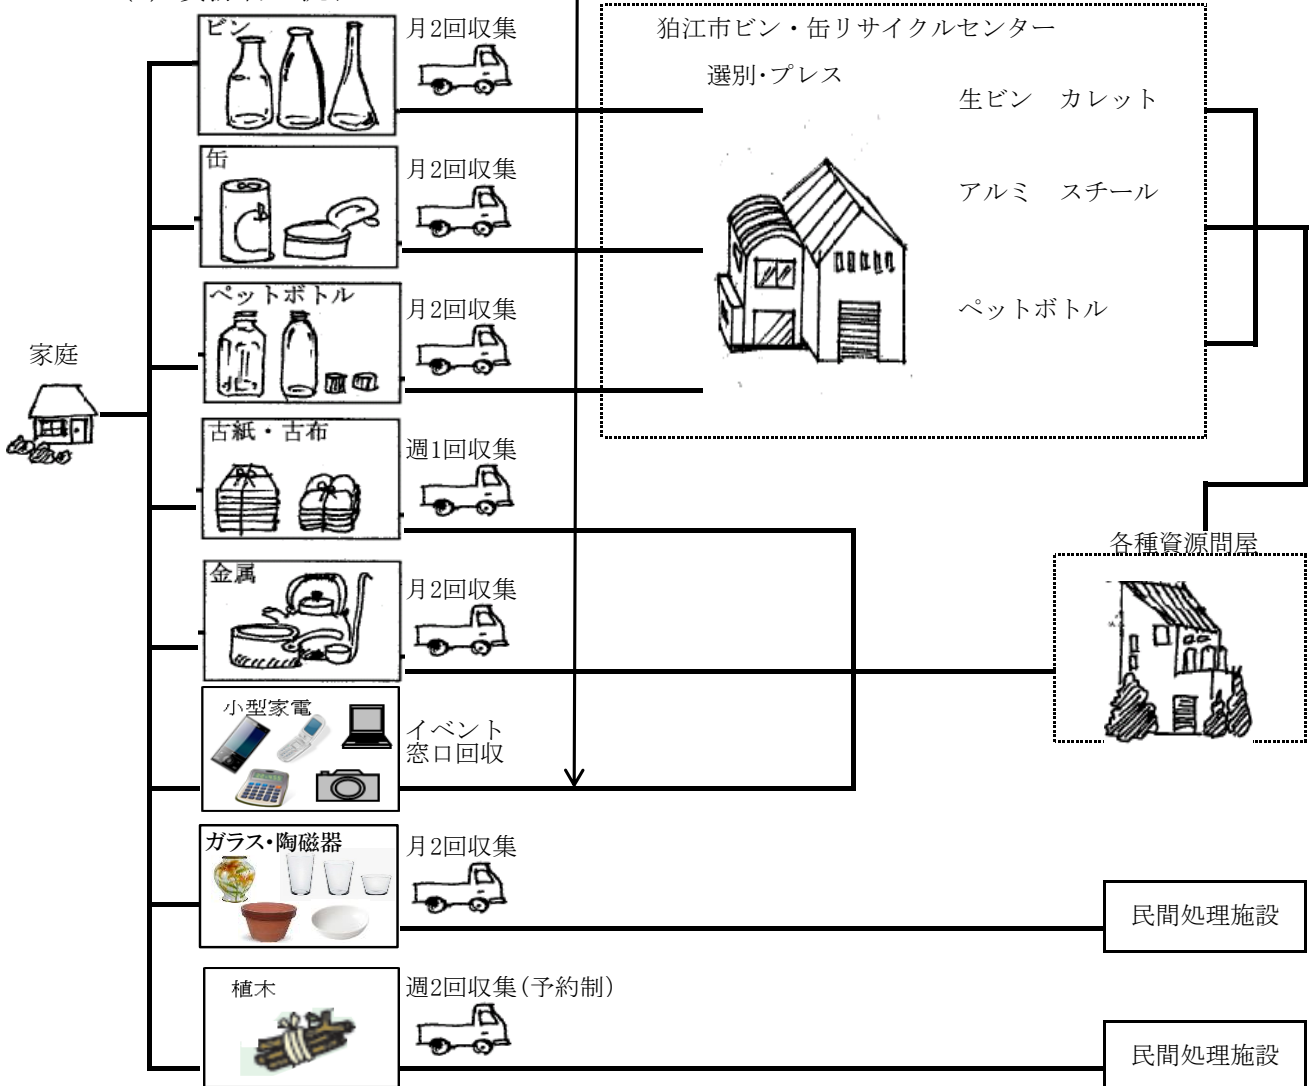 ビン
月2回収集
狛江市ビン・缶リサイクルセンター
選別・プレス
生ビン　カレット
缶
月2回収集
アルミ　スチール
ペットボトル
月2回収集
ペットボトル
家庭
古紙・古布
週1回収集
各種資源問屋
金属
月2回収集
小型家電
イベント
窓口回収
ガラス・陶磁器
月2回収集
民間処理施設
植木
週2回収集(予約制)
民間処理施設